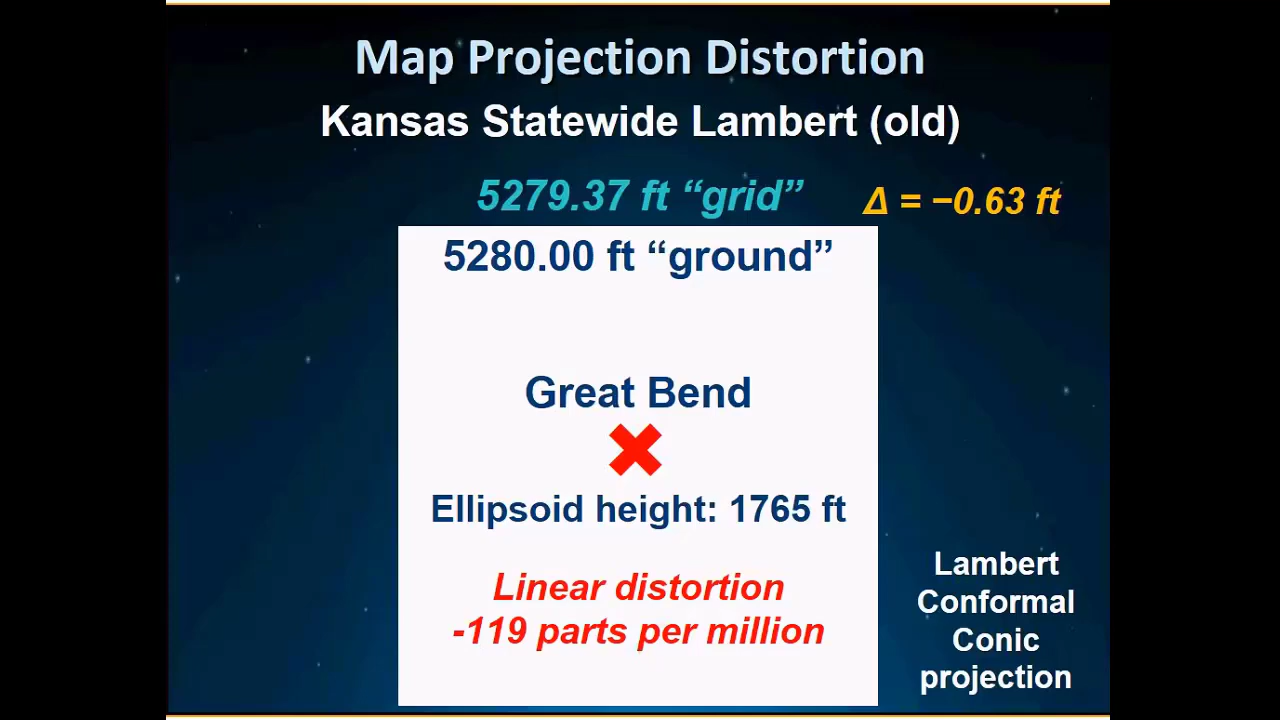 Map Projection Distortion
Kansas Statewide Lambert (old)
5279.37 ft “grid”
Δ = −0.63 ft
5280.00 ft “ground”
Great Bend
Ellipsoid height: 1765 ft
Linear distortion
-119 parts per million
Lambert
Conformal
Conic
projection